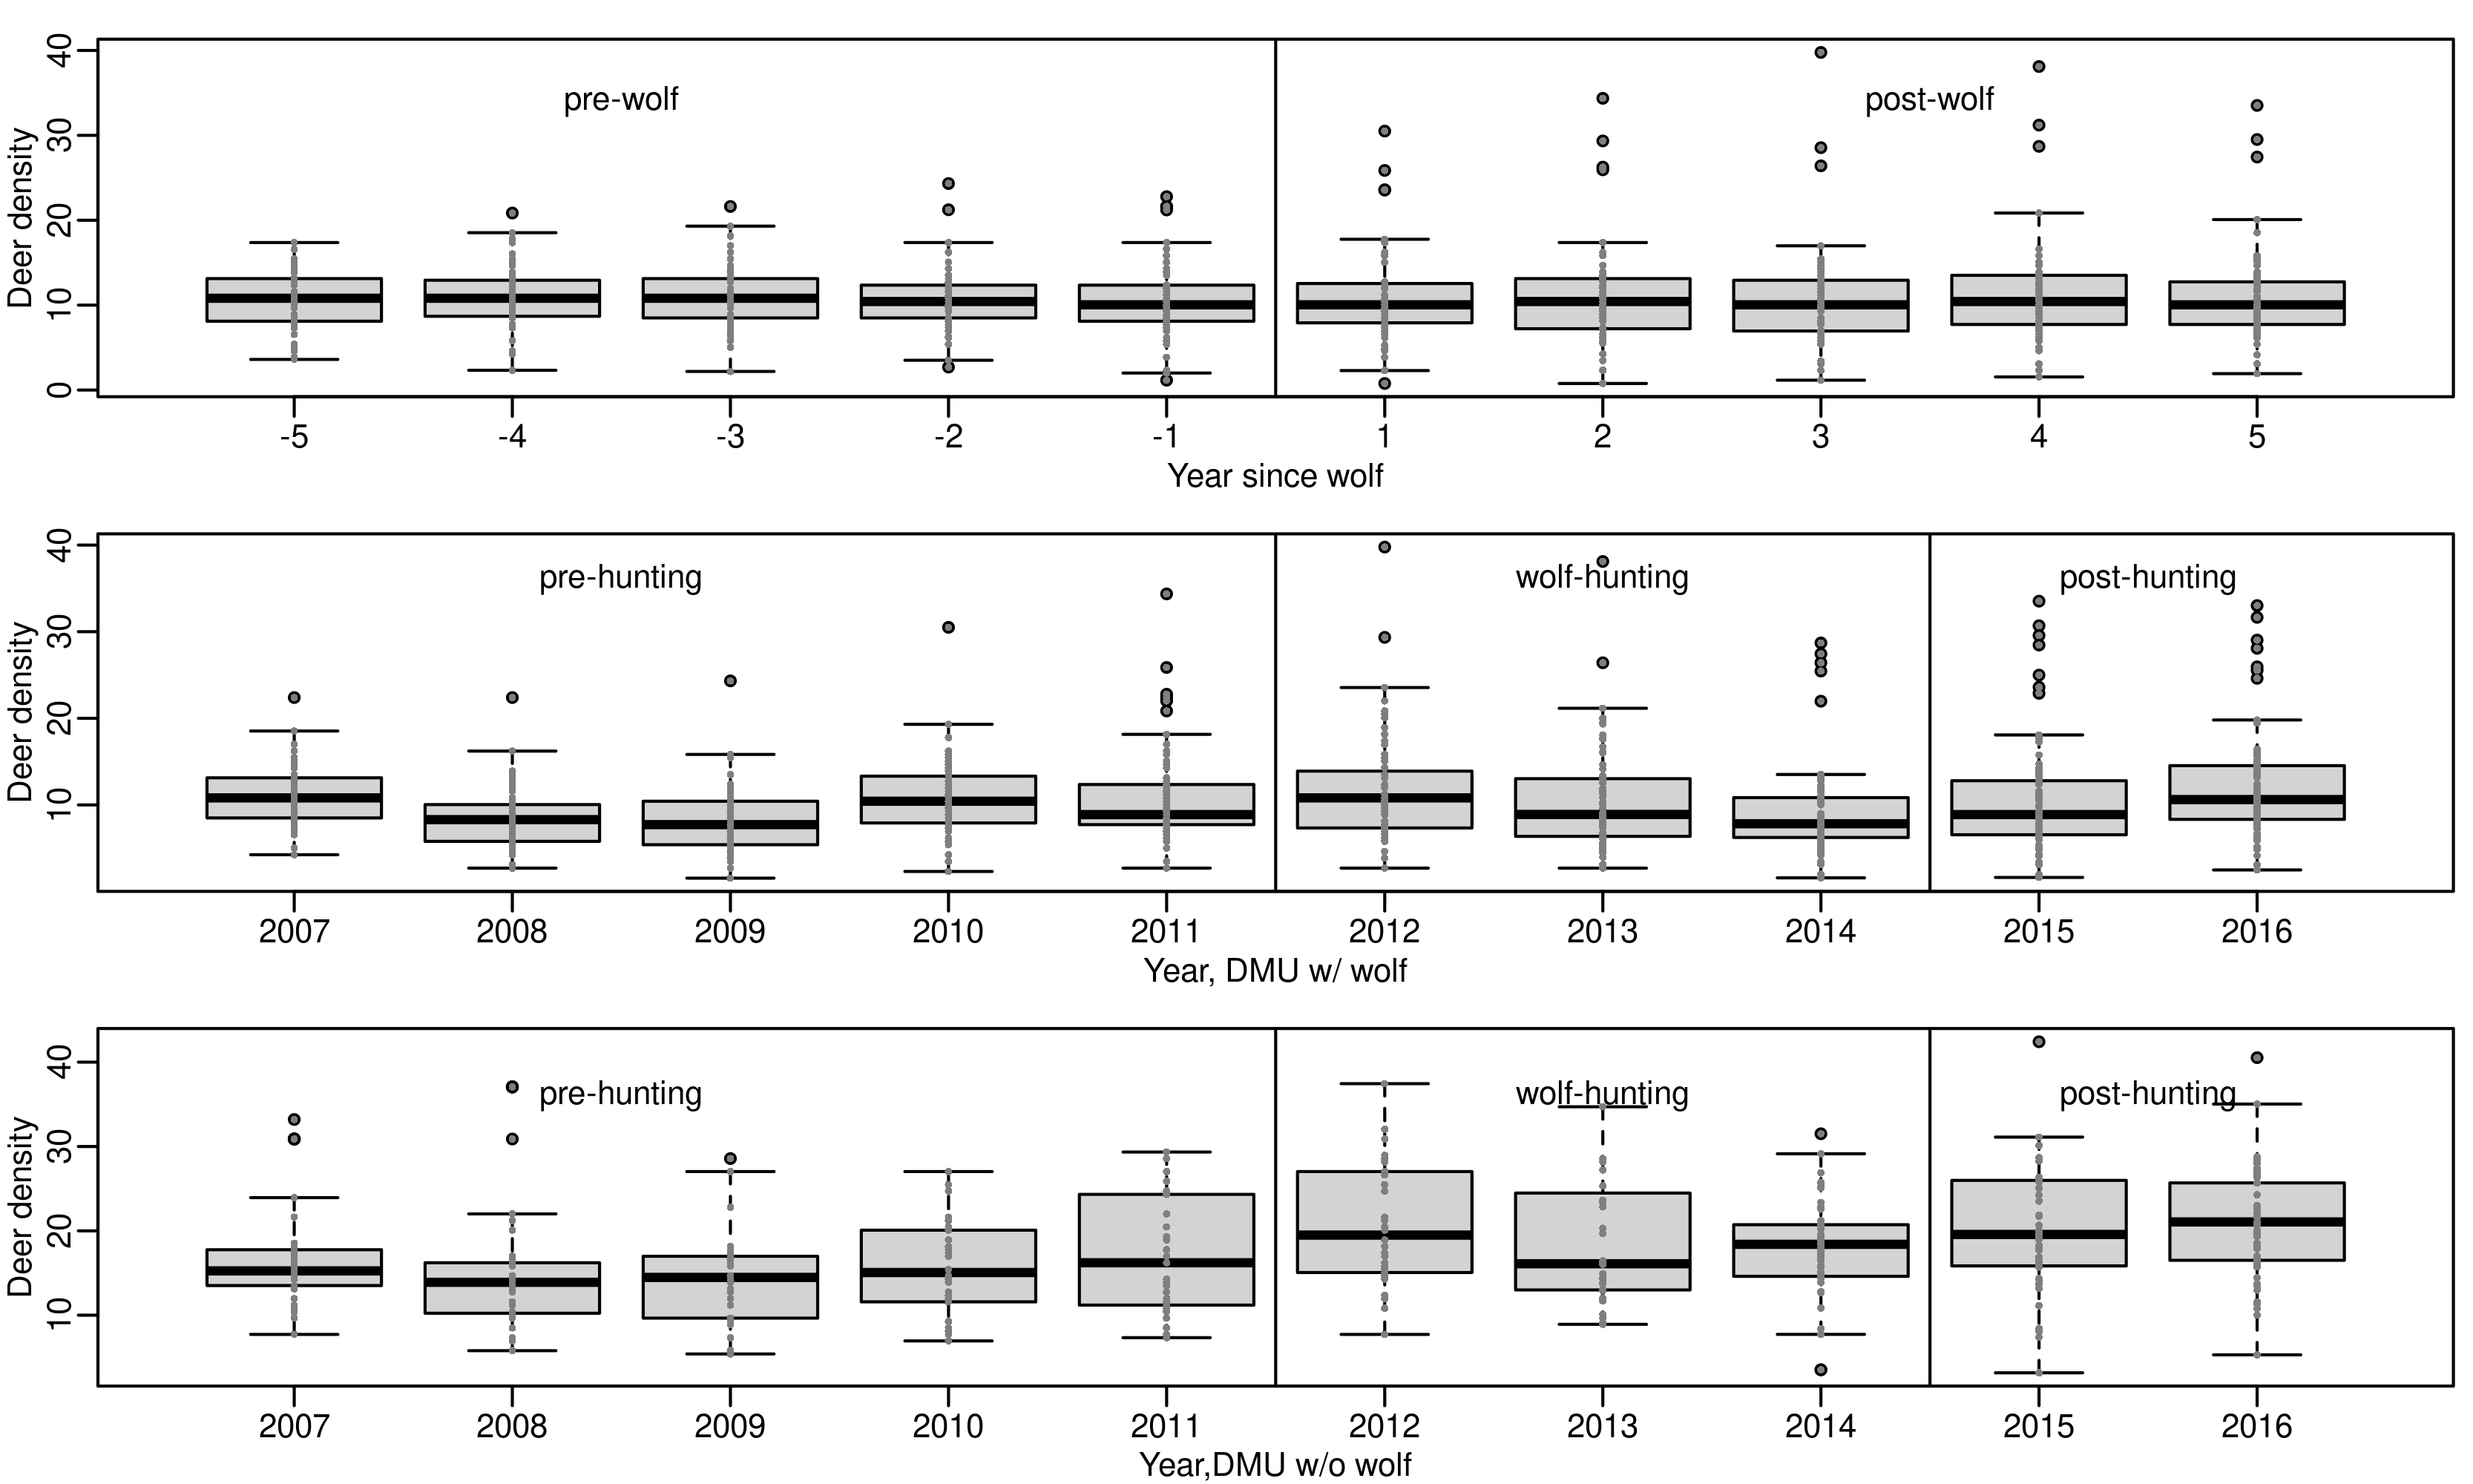 Deer density
40
30
20
10
0
pre-wolf post-wolf
-5 -4 -3 -2 -1 1 2 3 4 5
Year since wolf
Deer density
40
30
20
10
pre-hunting wolf-hunting post-hunting
2007 2008 2009 2010 2011 2012 2013 2014 2015 2016
Year, DMU w/ wolf
Deer density
40
30
20
10
pre-hunting wolf-hunting post-hunting
2007 2008 2009 2010 2011 2012 2013 2014 2015 2016
Year,DMU w/o wolf